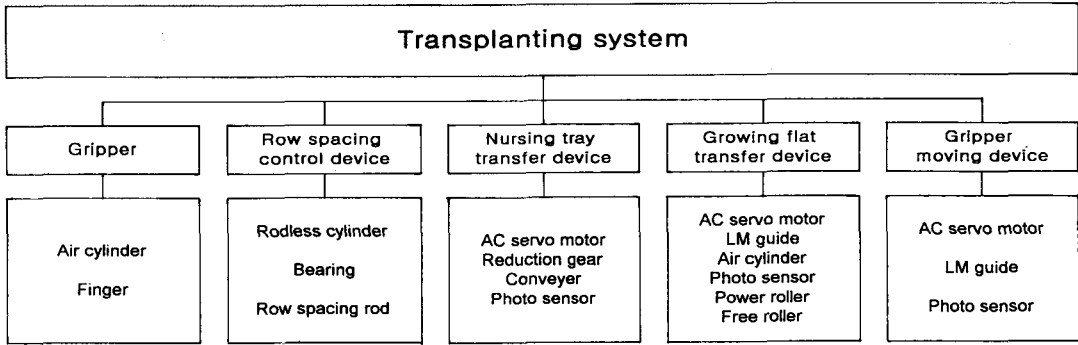 Transplanting system
Gripper
Row spacing
control device
Nursing tray
transfer device
Growing flat
transfer device
Gripper
moving device
Air cylinder
Finger
Rodless cylinder
Bearing
Row spacing rod
AC servo motor
Reduction gear
Conveyer
Photo sensor
AC servo motor
LM guide
Air cylinder
Photo sensor
Power roller
Free roller
AC servo motor
LM guide
Photo sensor